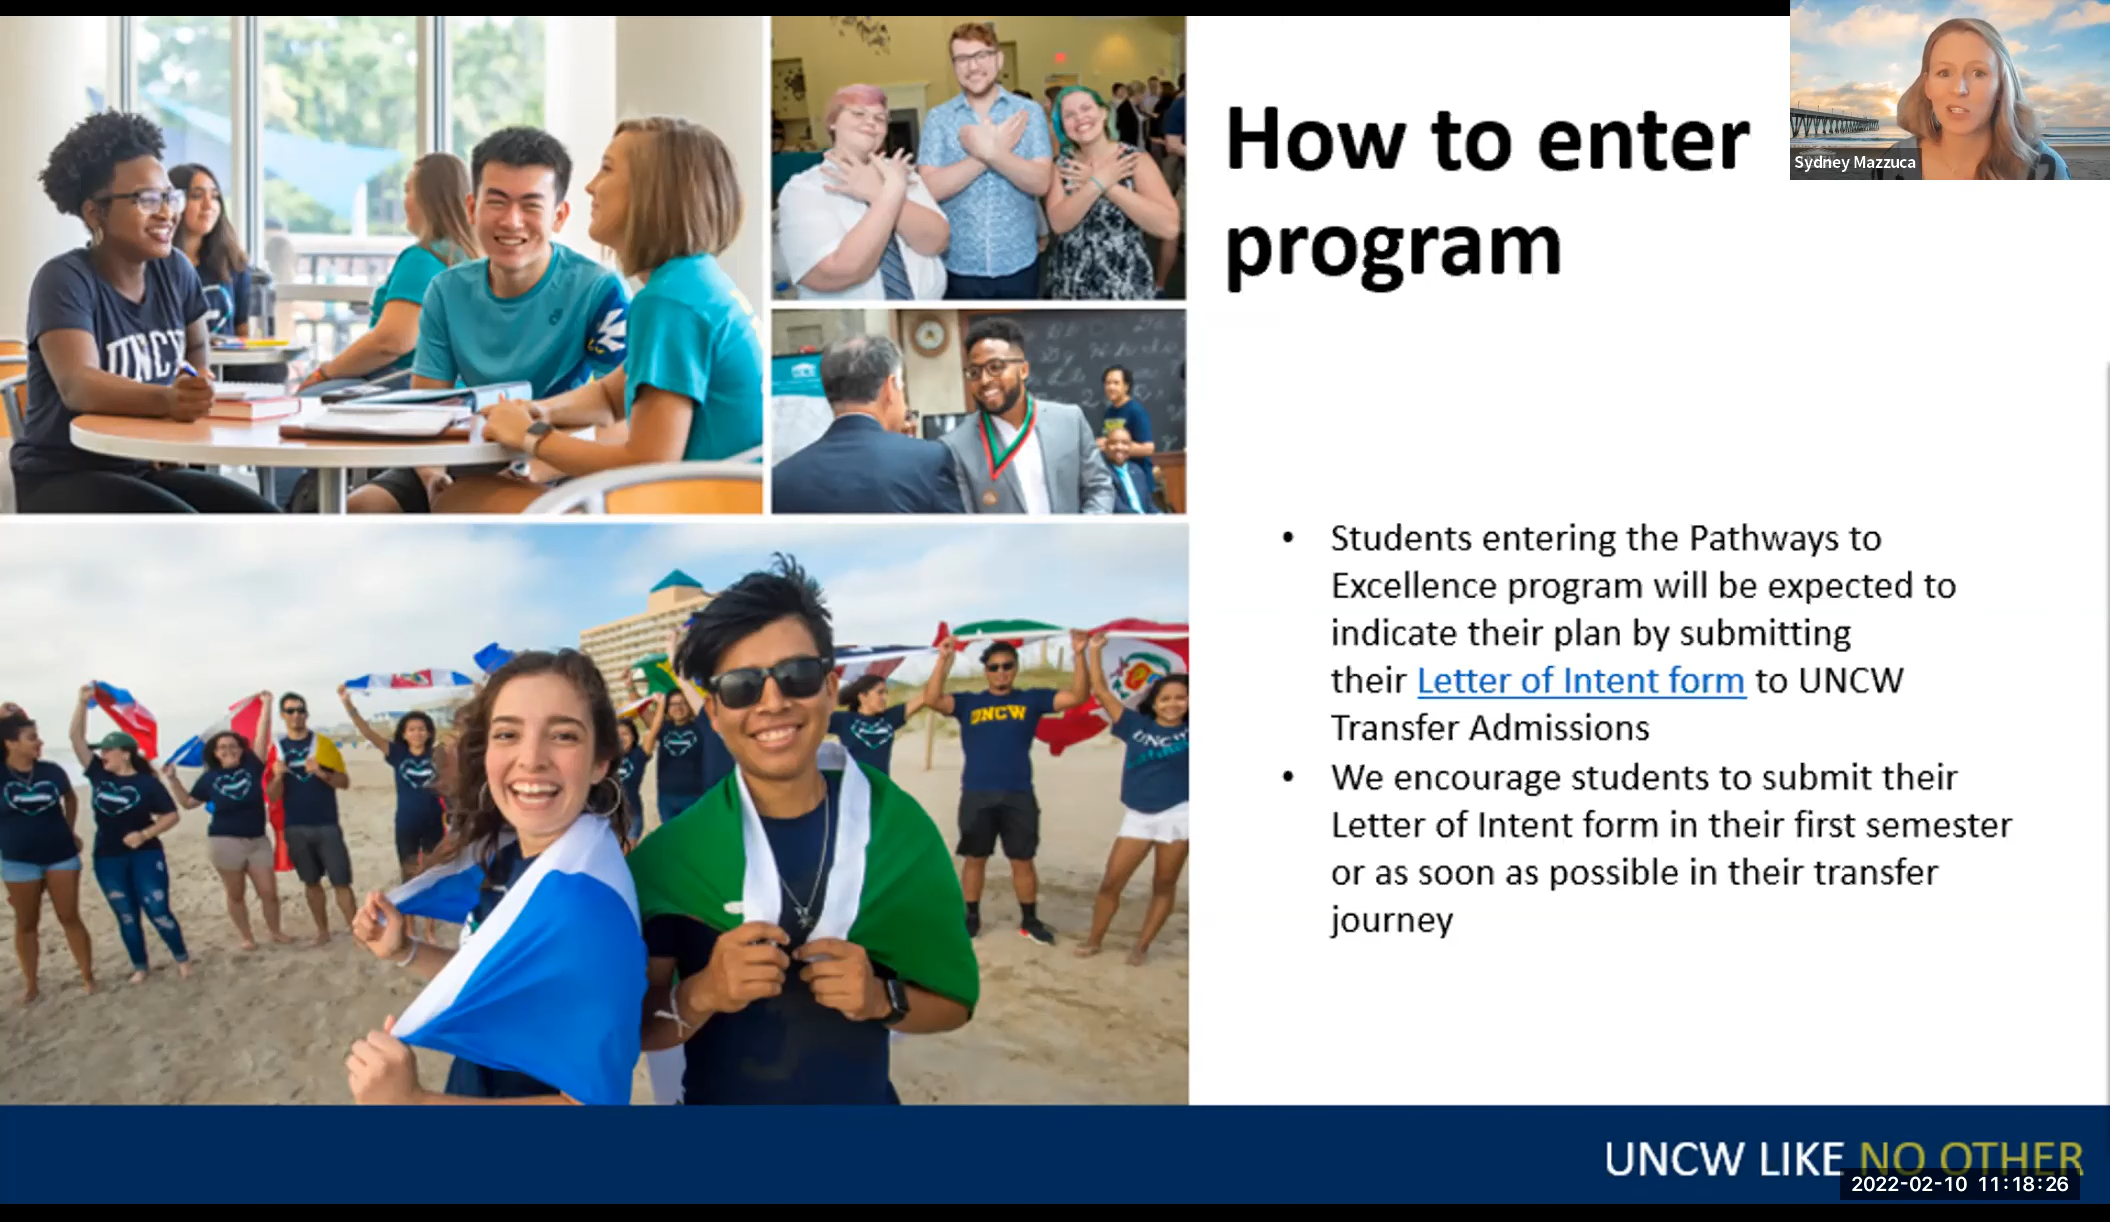 How to enter
program
Sydney Mazzuca
UNCW
UNCW
• Students entering the Pathways to
Excellence program will be expected to
indicate their plan by submitting
their Letter of Intent form to UNCW
Transfer Admissions
• We encourage students to submit their
Letter of Intent form in their first semester
or as soon as possible in their transfer
journey
UNCW LIKE NO OTHER
2022-02-10 11:18:26